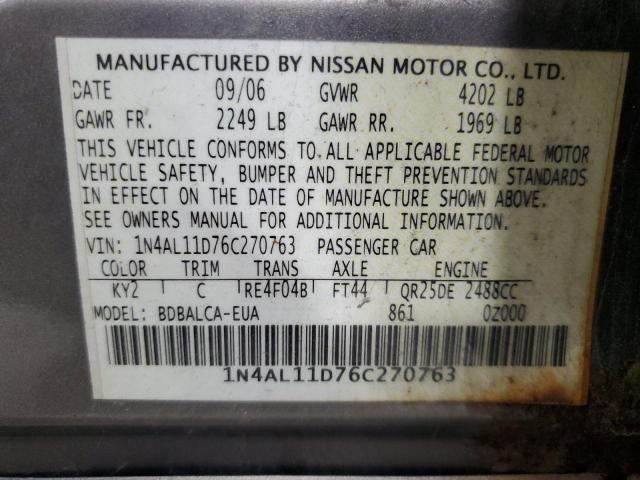 MANUFACTURED BY NISSAN MOTOR CO., LTD.
DATE 09/06 GVWR 4202 LB
GAWR FR. 2249 LB GAWR RR. 1969 LB
THIS VEHICLE CONFORMS TO ALL APPLICABLE FEDERAL MOTOR
VEHICLE SAFETY, BUMPER AND THEFT PREVENTION STANDARDS
IN EFFECT ON THE DATE OF MANUFACTURE SHOWN ABOVE.
SEE OWNERS MANUAL FOR ADDITIONAL INFORMATION.
VIN: 1N4AL11D76C270763 PASSENGER CAR
COLOR TRIM TRANS AXLE ENGINE
KY2 C RE4F04B FT44 QR25DE 2488CC
MODEL: BDBALCA-EUA 861 0Z000
1N4AL11D76C270763